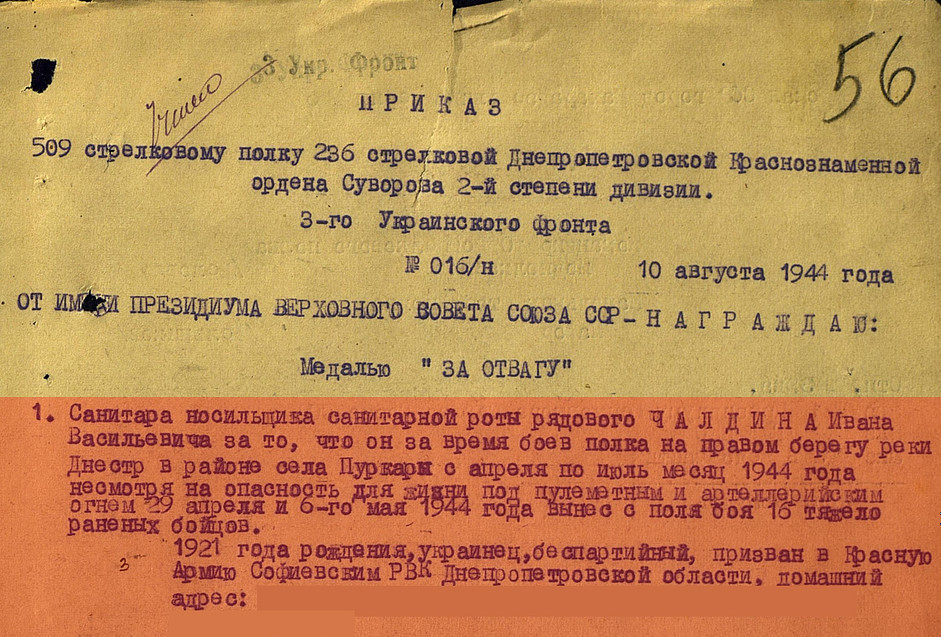 3 Укр. Фронт
56
П Р И К А З
509 стрелковому полку 236 стрелковой Днепропетровской Краснознаменной
ордена Суворова 2-й степени дивизии.
3-го Украинского фронта
№ 016/н 10 августа 1944 года
ОТ ИМЕНИ ПРЕЗИДИУМА ВЕРХОВНОГО СОВЕТА СОЮЗА ССР - Н А Г Р А Ж Д А Ю:
Медалью " ЗА ОТВАГУ"
1. Санитара носильщика санитарной роты рядового Ч А Л Д И Н А Ивана
Васильевича за то, что он за время боев полка на правом берегу реки
Днестр в районе села Пуркары с апреля по июль месяц 1944 года
несмотря на опасность для жизни под пулеметным и артеллерийским
огнем 29 апреля и 6-го мая 1944 года вынес с поля боя 16 тяжело
раненых бойцов.
1921 года рождения, украинец, беспартийный, призван в Красную
3
Армию Софиевским РВК Днепропетровской области, домашний
адрес: